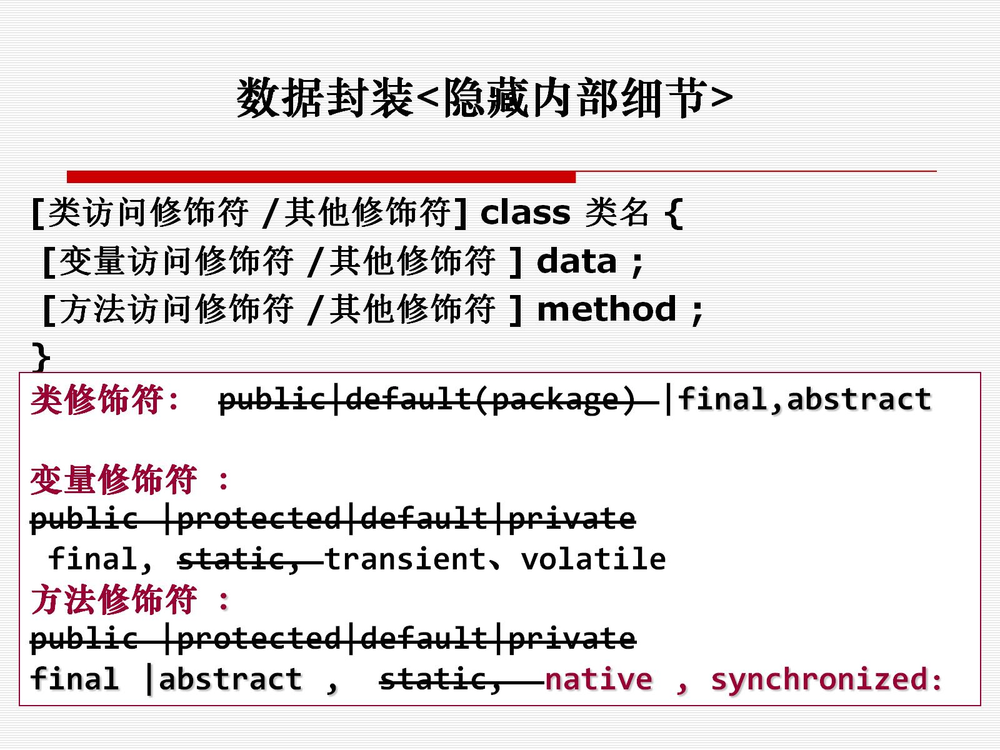 数据封装<隐藏内部细节>
[类访问修饰符 /其他修饰符] class 类名 {
[变量访问修饰符 /其他修饰符 ] data ;
[方法访问修饰符 /其他修饰符 ] method ;
}
类修饰符: public|default(package) |final,abstract
变量修饰符 :
public |protected|default|private
final, static, transient、volatile
方法修饰符 :
public |protected|default|private
final |abstract , static, native , synchronized: